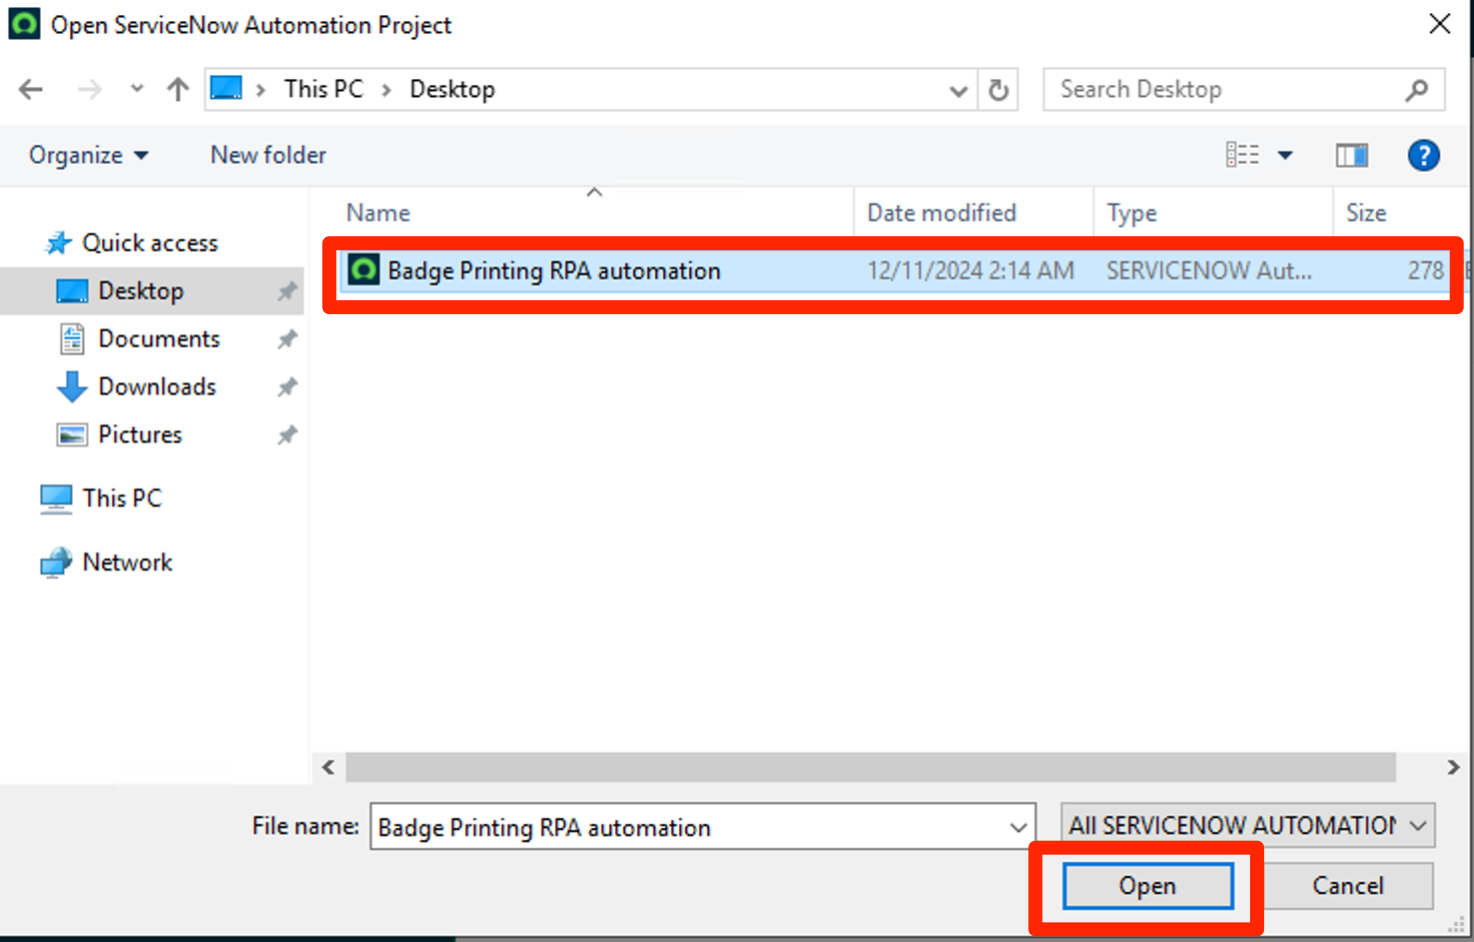 Open ServiceNow Automation Project
This PC > Desktop
Search Desktop
Organize
New folder
?
Name
Date modified
Type
Size
Quick access
Desktop
Documents
Downloads
Pictures
This PC
Network
Badge Printing RPA automation 12/11/2024 2:14 AM SERVICENOW Aut... 278
File name: Badge Printing RPA automation
All SERVICENOW AUTOMATION
Open
Cancel